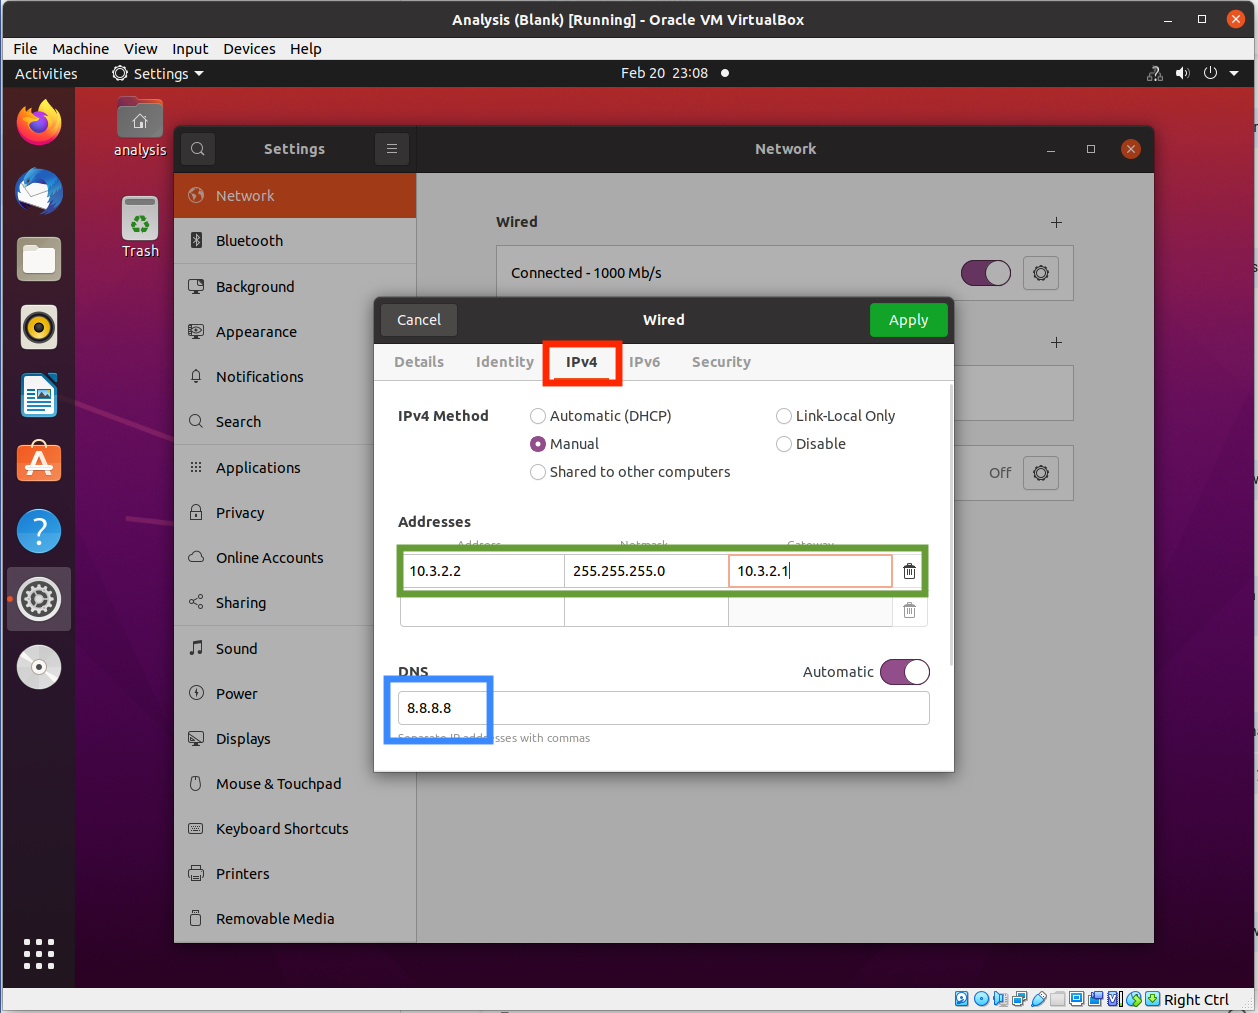 Analysis (Blank) [Running] - Oracle VM VirtualBox
File Machine View Input Devices Help
Activities Settings Feb 20 23:08
analysis
Trash
Settings
Network
Network
Bluetooth
Background
Appearance
Notifications
Search
Applications
Privacy
Online Accounts
Sharing
Sound
Power
Displays
Mouse & Touchpad
Keyboard Shortcuts
Printers
Removable Media
Wired
Connected - 1000 Mb/s
Off
Cancel Wired Apply
Details Identity IPv4 IPv6 Security
IPv4 Method Automatic (DHCP) Link-Local Only
Manual Disable
Shared to other computers
Addresses
Address Netmask Gateway
10.3.2.2 255.255.255.0 10.3.2.1
DNS Automatic
8.8.8.8
Separate IP addresses with commas
Right Ctrl